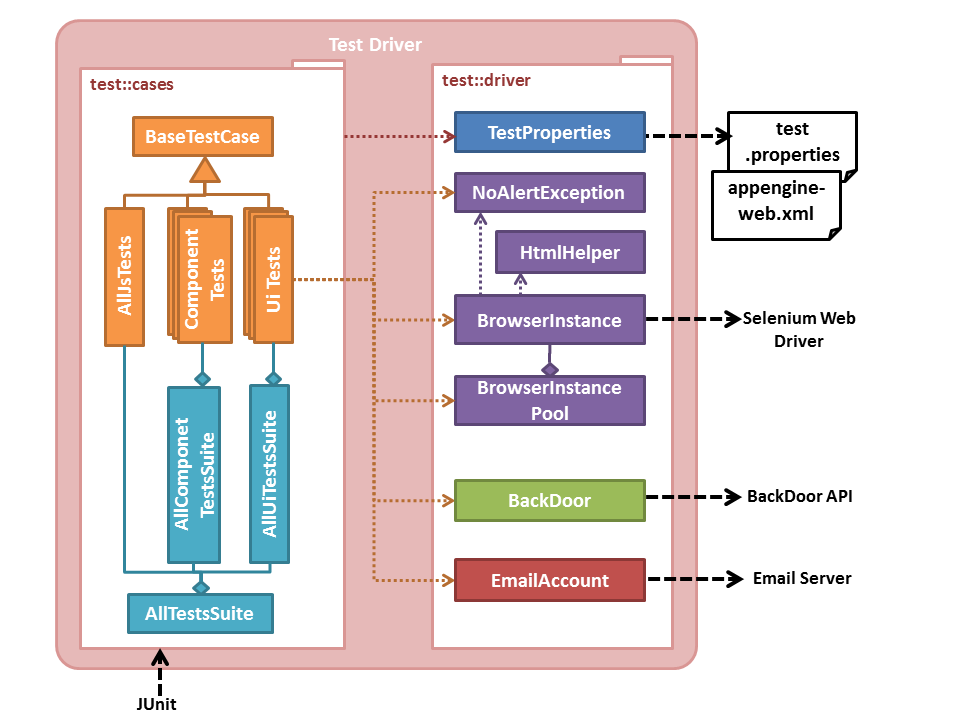 Test Driver
test::cases
BaseTestCase
AllJsTests
Component
Tests
Ui Tests
AllComponet
TestsSuite
AllUiTestsSuite
AllTestsSuite
JUnit
test::driver
TestProperties
NoAlertException
HtmlHelper
BrowserInstance
BrowserInstance
Pool
BackDoor
EmailAccount
test
.properties
appengine-
web.xml
Selenium Web
Driver
BackDoor API
Email Server